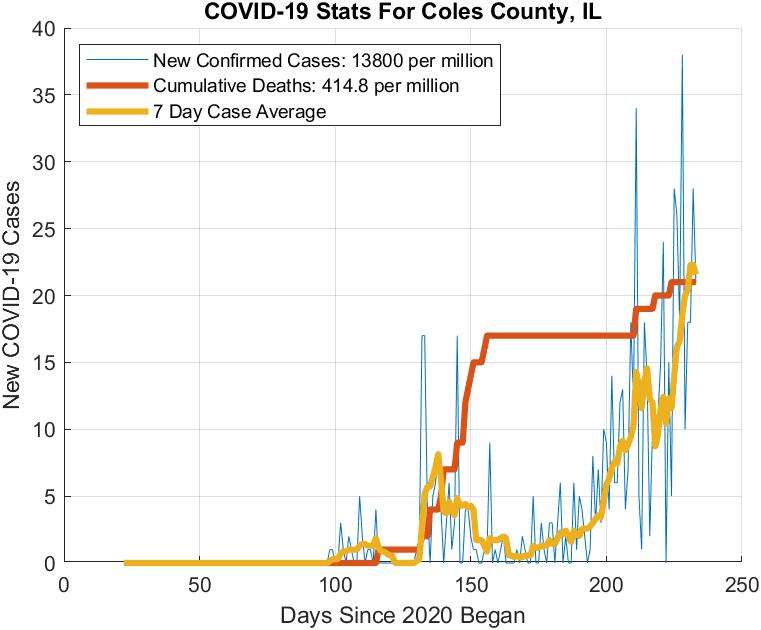 COVID-19 Stats For Coles County, IL
New Confirmed Cases: 13800 per million
Cumulative Deaths: 414.8 per million
7 Day Case Average
New COVID-19 Cases
40
35
30
25
20
15
10
5
0
0 50 100 150 200 250
Days Since 2020 Began